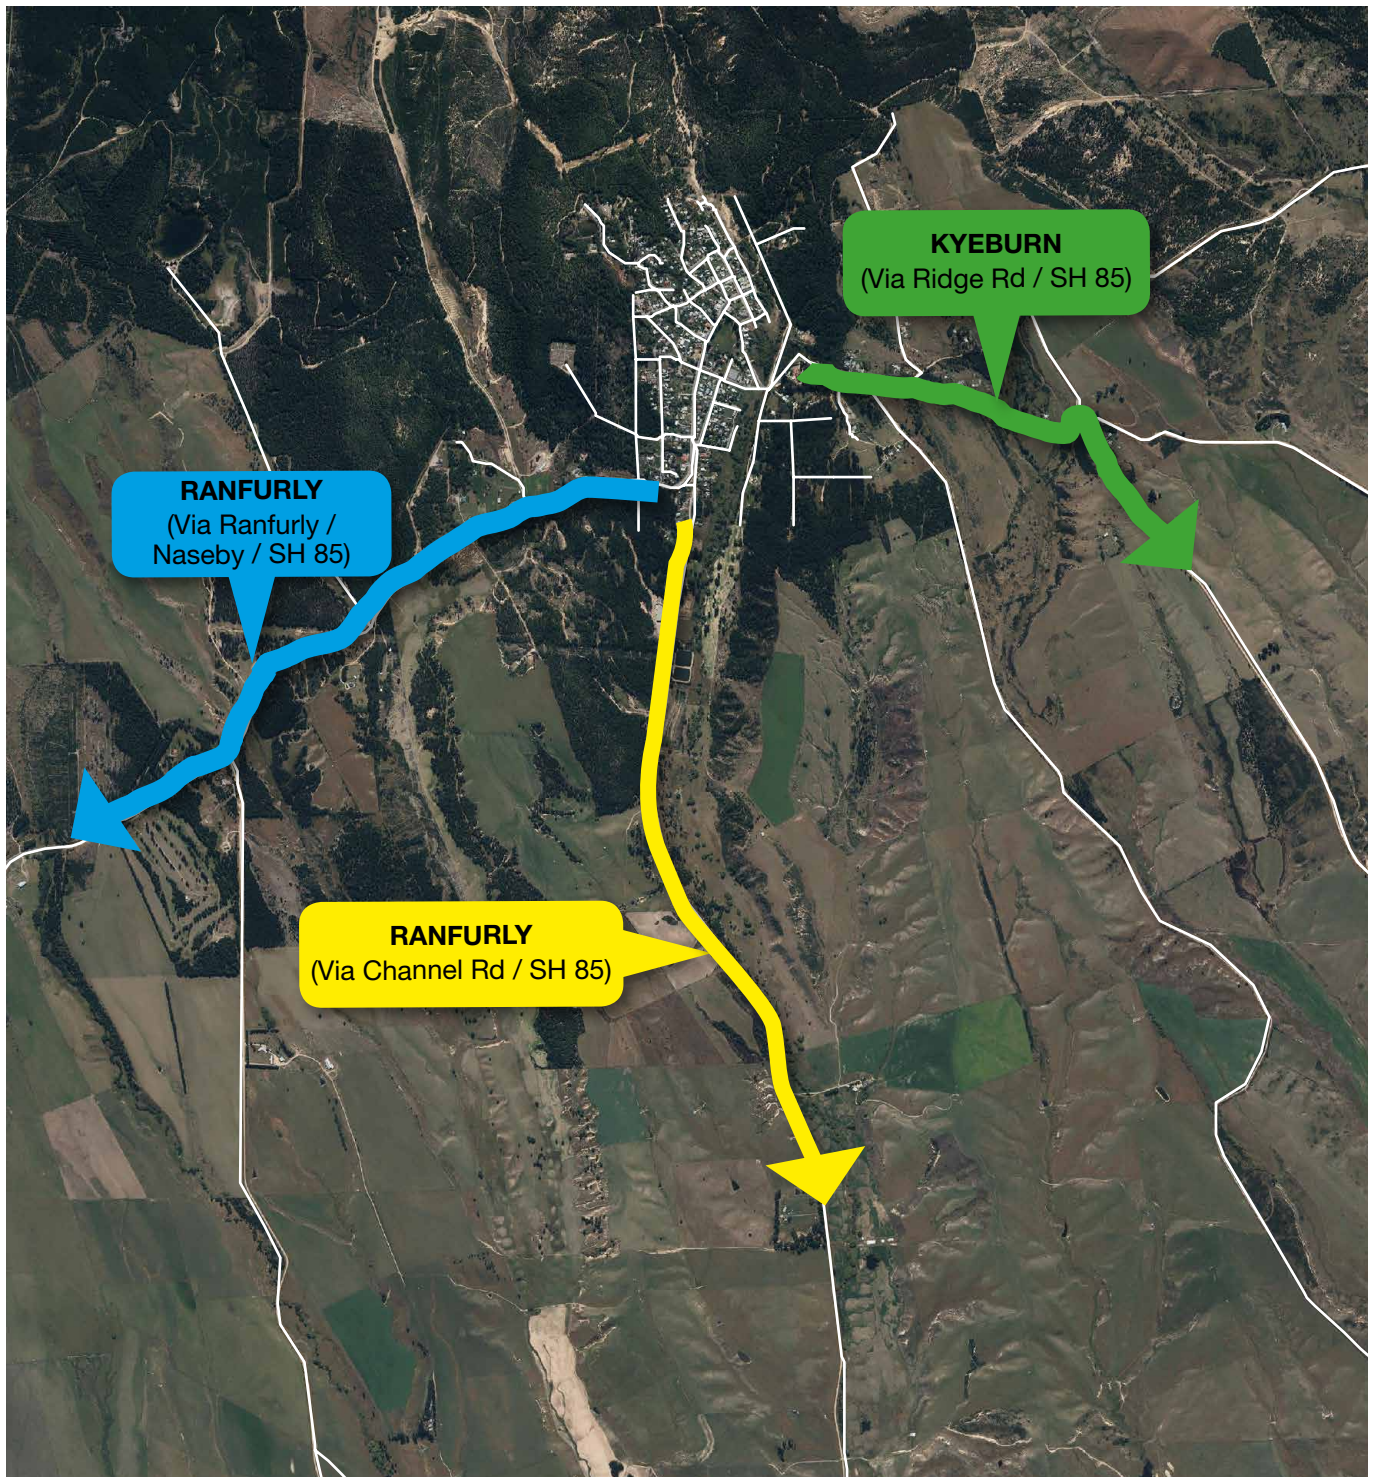 KYEBURN
(Via Ridge Rd / SH 85)
RANFURLY
(Via Ranfurly /
Naseby / SH 85)
RANFURLY
(Via Channel Rd / SH 85)